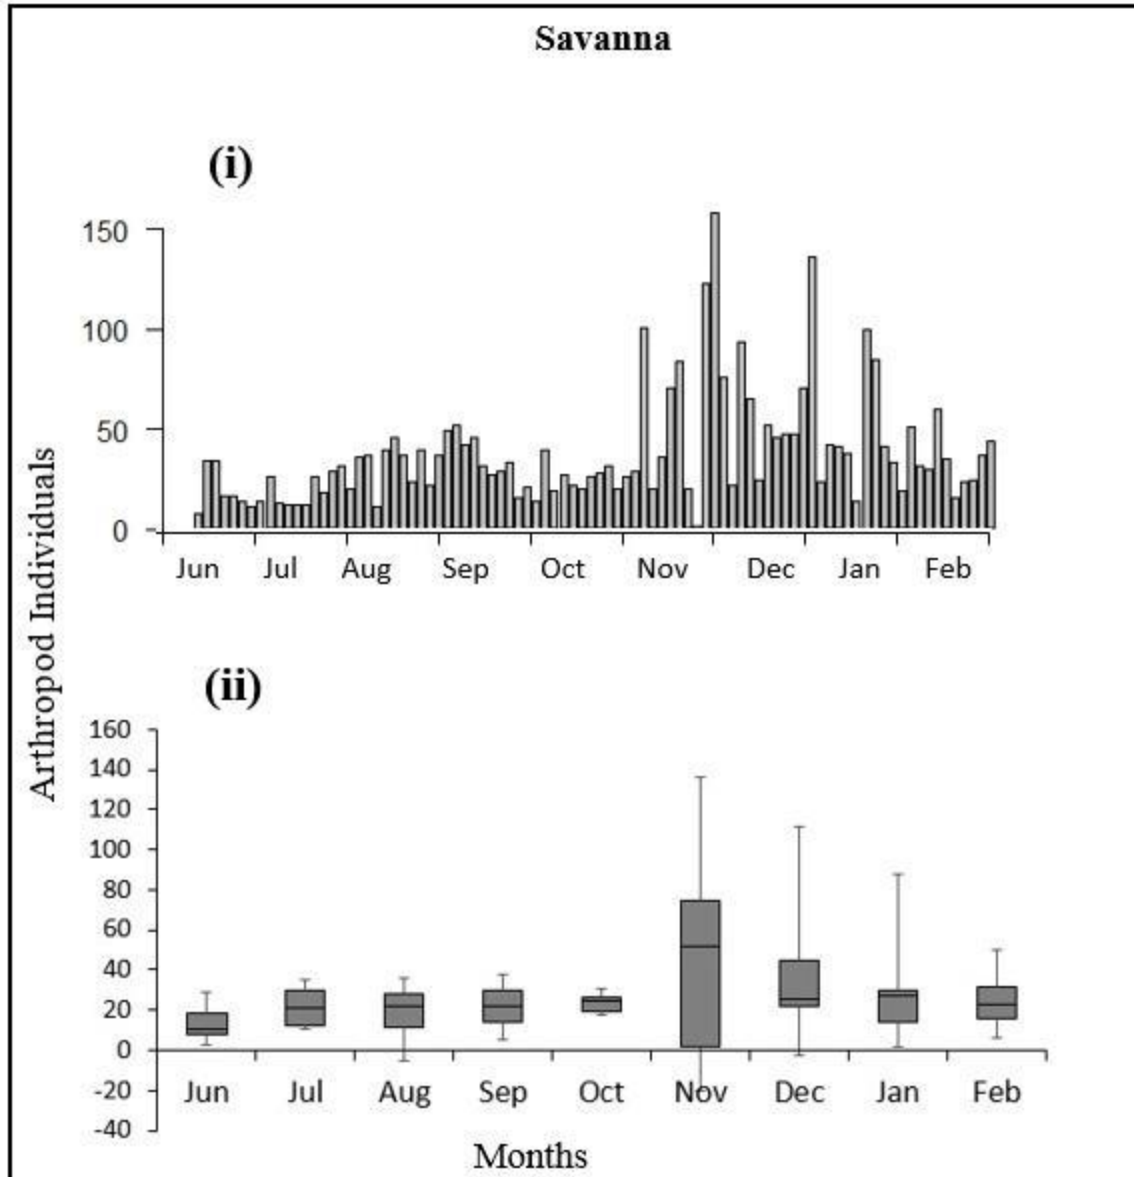 Savanna
(i)
150
100
50
0
Jun Jul Aug Sep Oct Nov Dec Jan Feb
Arthropod Individuals
(ii)
160
140
120
100
80
60
40
20
0
-20
-40
Jun Jul Aug Sep Oct Nov Dec Jan Feb
Months